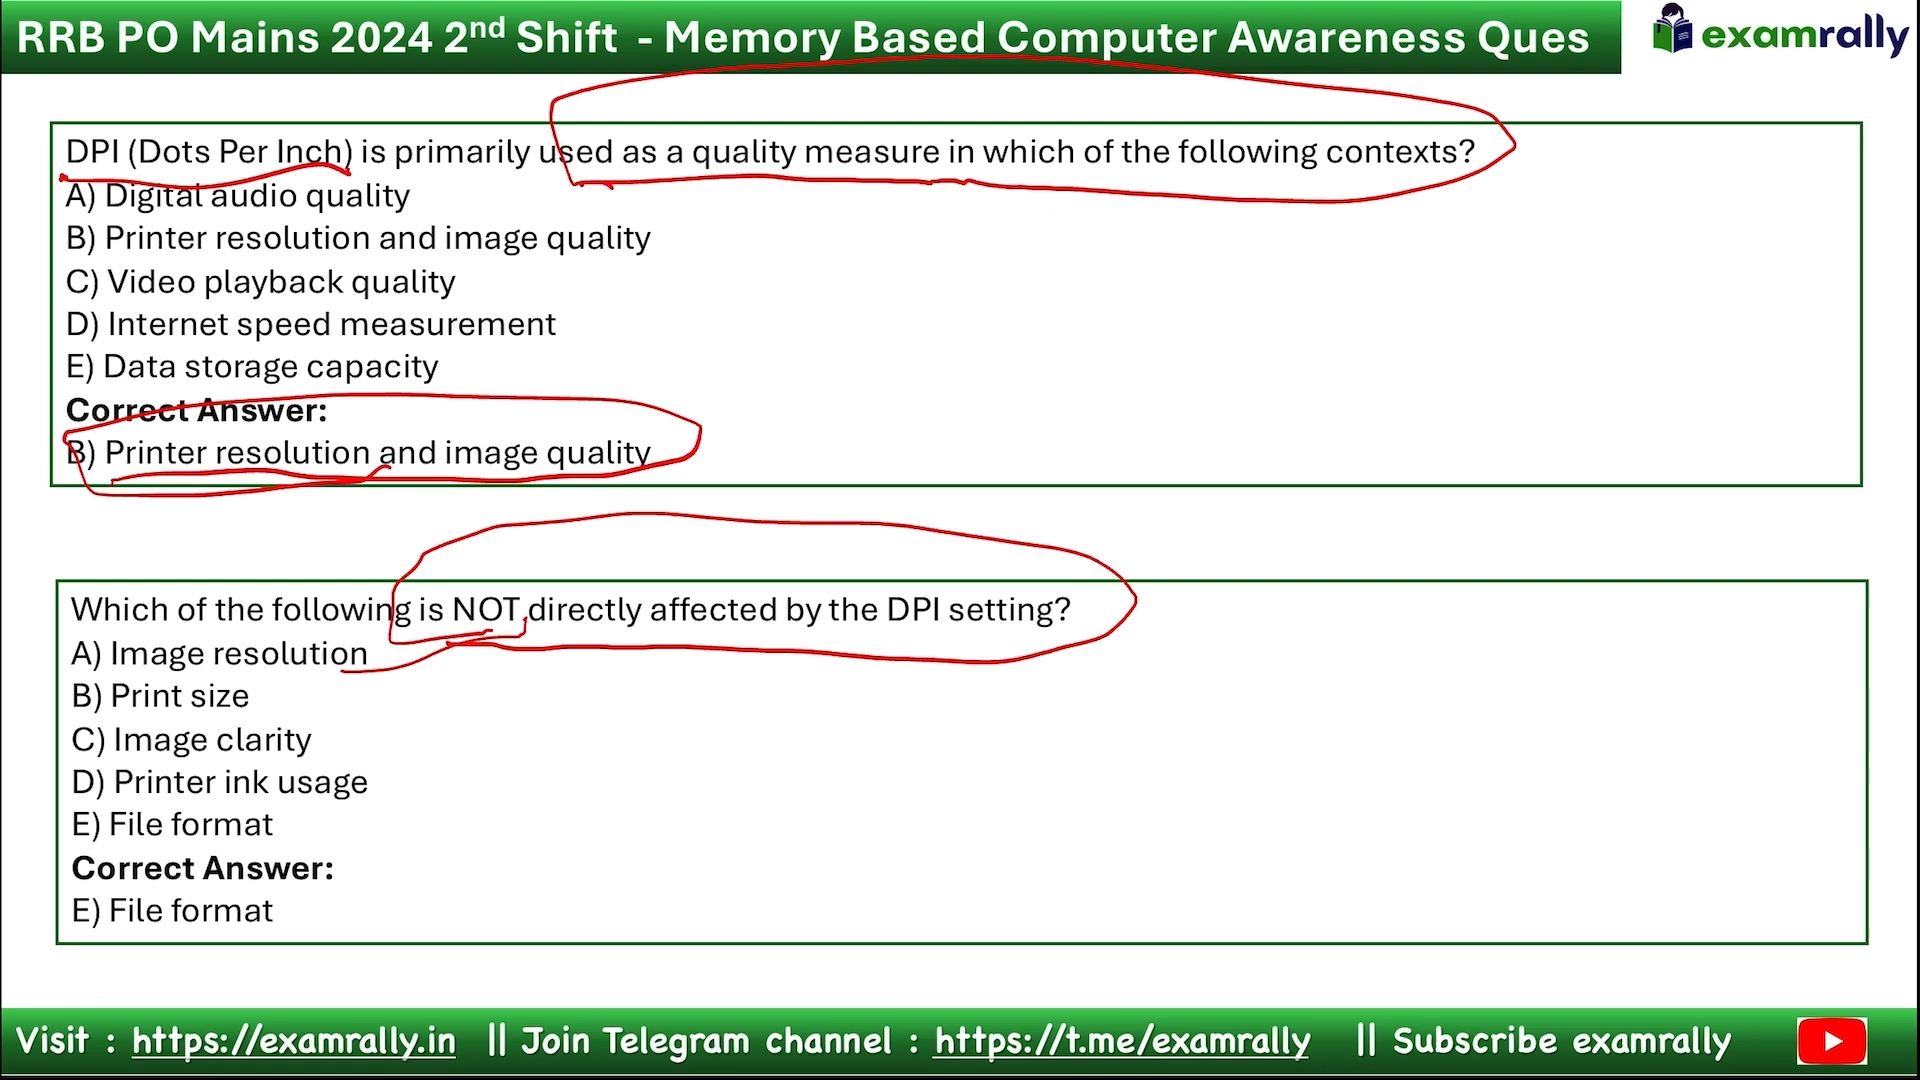 RRB PO Mains 2024 2nd Shift - Memory Based Computer Awareness Ques
examrally
DPI (Dots Per Inch) is primarily used as a quality measure in which of the following contexts?
A) Digital audio quality
B) Printer resolution and image quality
C) Video playback quality
D) Internet speed measurement
E) Data storage capacity
Correct Answer:
B) Printer resolution and image quality
Which of the following is NOT directly affected by the DPI setting?
A) Image resolution
B) Print size
C) Image clarity
D) Printer ink usage
E) File format
Correct Answer:
E) File format
Visit : https://examrally.in || Join Telegram channel : https://t.me/examrally || Subscribe examrally